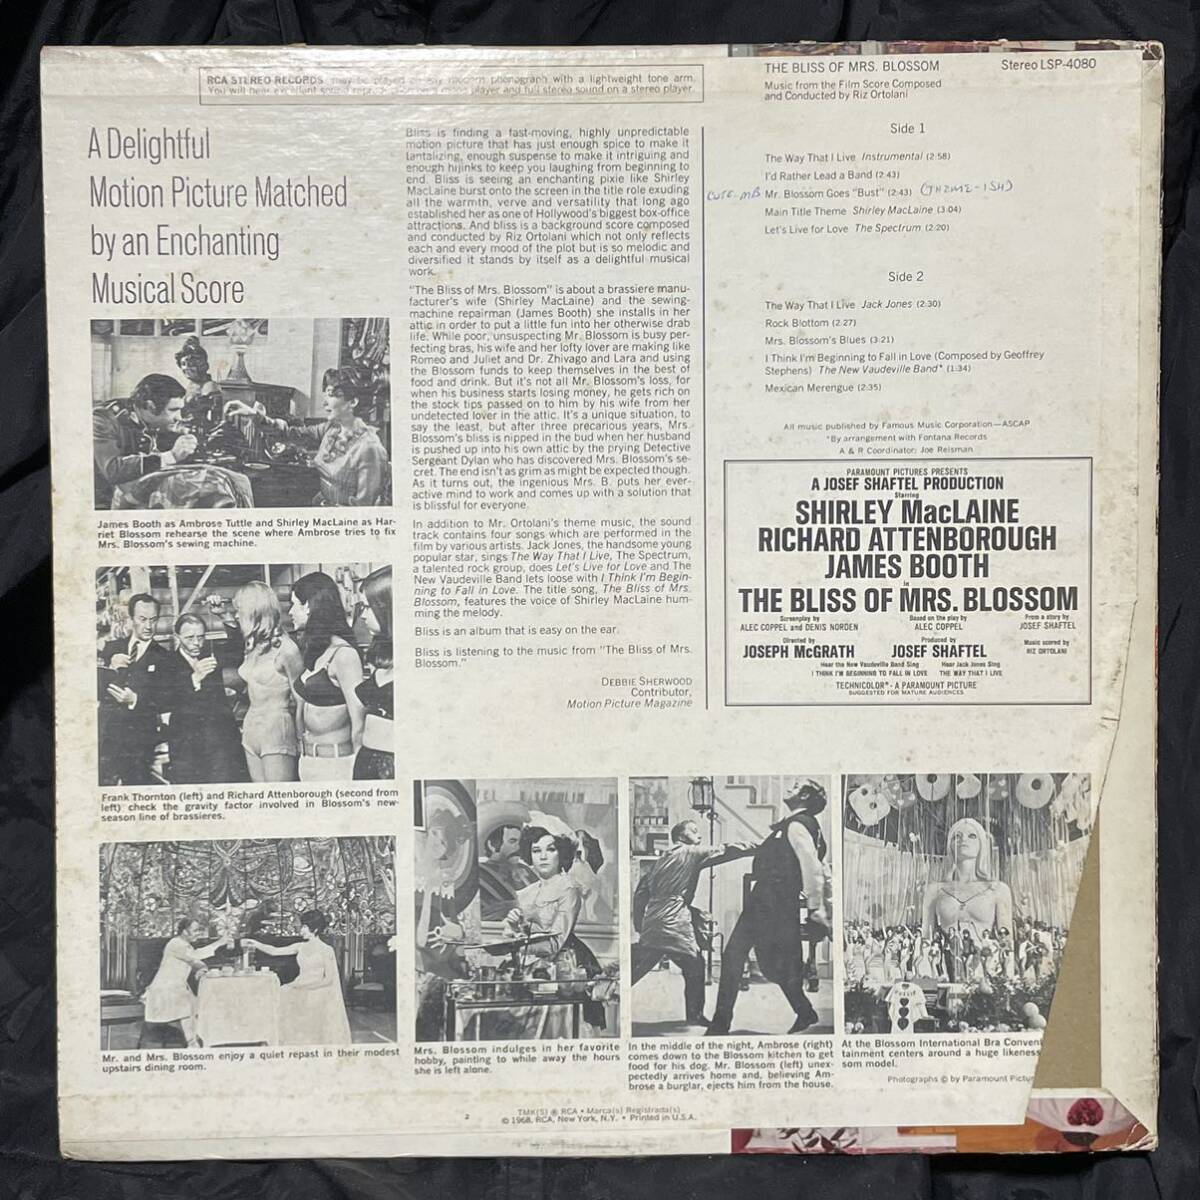 RCA STEREO RECORDS may be played on any modern phonograph with a lightweight tone arm.
You will hear excellent sound player and full stereo sound on a stereo player.
A Delightful
Motion Picture Matched
by an Enchanting
Musical Score
James Booth as Ambrose Tuttle and Shirley MacLaine as Har-
riet Blossom rehearse the scene where Ambrose tries to fix
Mrs. Blossom's sewing machine.
Frank Thornton (left) and Richard Attenborough (second from
left) check the gravity factor involved in Blossom's new-
season line of brassieres.
Mr. and Mrs. Blossom enjoy a quiet repast in their modest
upstairs dining room.
Bliss is finding a fast-moving, highly unpredictable
motion picture that has just enough spice to make it
tantalizing, enough suspense to make it intriguing and
enough hijinks to keep you laughing from beginning to
end. Bliss is seeing an enchanting pixie like Shirley
MacLaine burst onto the screen in the title role exuding
all the warmth, verve and versatility that long ago
established her as one of Hollywood's biggest box-office
attractions. And bliss is a background score composed
and conducted by Riz Ortolani which not only reflects
each and every mood of the plot but is so melodic and
diversified it stands by itself as a delightful musical
work.
"The Bliss of Mrs. Blossom" is about a brassiere manu-
facturer's wife (Shirley MacLaine) and the sewing-
machine repairman (James Booth) she installs in her
attic in order to put a little fun into her otherwise drab
life. While poor, unsuspecting Mr. Blossom is busy per-
fecting bras, his wife and her lofty lover are making like
Romeo and Juliet and Dr. Zhivago and Lara and using
the Blossom funds to keep themselves in the best of
food and drink. But it's not all Mr. Blossom's loss, for
when his business starts losing money, he gets rich on
the stock tips passed on to him by his wife from her
undetected lover in the attic. It's a unique situation, to
say the least, but after three precarious years, Mrs.
Blossom's bliss is nipped in the bud when her husband
is pushed up into his own attic by the prying Detective
Sergeant Dylan who has discovered Mrs. Blossom's se-
cret. The end isn't as grim as might be expected though.
As it turns out, the ingenious Mrs. B. puts her ever-
active mind to work and comes up with a solution that
is blissful for everyone.
In addition to Mr. Ortolani's theme music, the sound
track contains four songs which are performed in the
film by various artists. Jack Jones, the handsome young
popular star, sings The Way That I Live, The Spectrum,
a talented rock group, does Let's Live for Love and The
New Vaudeville Band lets loose with I Think I'm Begin-
ning to Fall in Love. The title song, The Bliss of Mrs.
Blossom, features the voice of Shirley MacLaine hum-
ming the melody.
Bliss is an album that is easy on the ear.
Bliss is listening to the music from "The Bliss of Mrs.
Blossom."
DEBBIE SHERWOOD
Contributor,
Motion Picture Magazine
THE BLISS OF MRS. BLOSSOM Stereo LSP-4080
Music from the Film Score Composed
and Conducted by Riz Ortolani
Side 1
The Way That I Live Instrumental (2:58)
I'd Rather Lead a Band (2:43)
Mr. Blossom Goes "Bust" (2:43)
Main Title Theme Shirley MacLaine (3:04)
Let's Live for Love The Spectrum (2:20)
Side 2
The Way That I Live Jack Jones (2:30)
Rock Blottom (2:27)
Mrs. Blossom's Blues (3:21)
I Think I'm Beginning to Fall in Love (Composed by Geoffrey
Stephens) The New Vaudeville Band* (1:34)
Mexican Merengue (2:35)
All music published by Famous Music Corporation—ASCAP
*By arrangement with Fontana Records
A & R Coordinator: Joe Reisman
PARAMOUNT PICTURES PRESENTS
A JOSEF SHAFTEL PRODUCTION
Starring
SHIRLEY MacLAINE
RICHARD ATTENBOROUGH
JAMES BOOTH
in
THE BLISS OF MRS. BLOSSOM
Screenplay by Based on the play by From a story by
ALEC COPPEL and DENIS NORDEN ALEC COPPEL JOSEF SHAFTEL
Directed by Produced by Music scored by
JOSEPH McGRATH JOSEF SHAFTEL RIZ ORTOLANI
Hear the New Vaudeville Band Sing Hear Jack Jones Sing
I THINK I'M BEGINNING TO FALL IN LOVE THE WAY THAT I LIVE
TECHNICOLOR® · A PARAMOUNT PICTURE
SUGGESTED FOR MATURE AUDIENCES
Mrs. Blossom indulges in her favorite
hobby, painting to while away the hours
she is left alone.
In the middle of the night, Ambrose (right)
comes down to the Blossom kitchen to get
food for his dog. Mr. Blossom (left) unex-
pectedly arrives home and, believing Am-
brose a burglar, ejects him from the house.
At the Blossom International Bra Conven
tainment centers around a huge likeness
som model.
Photographs © by Paramount Pictur
2
TMK(S) ® RCA • Marca(s) Registrada(s)
© 1968, RCA, New York, N.Y. • Printed in U.S.A.